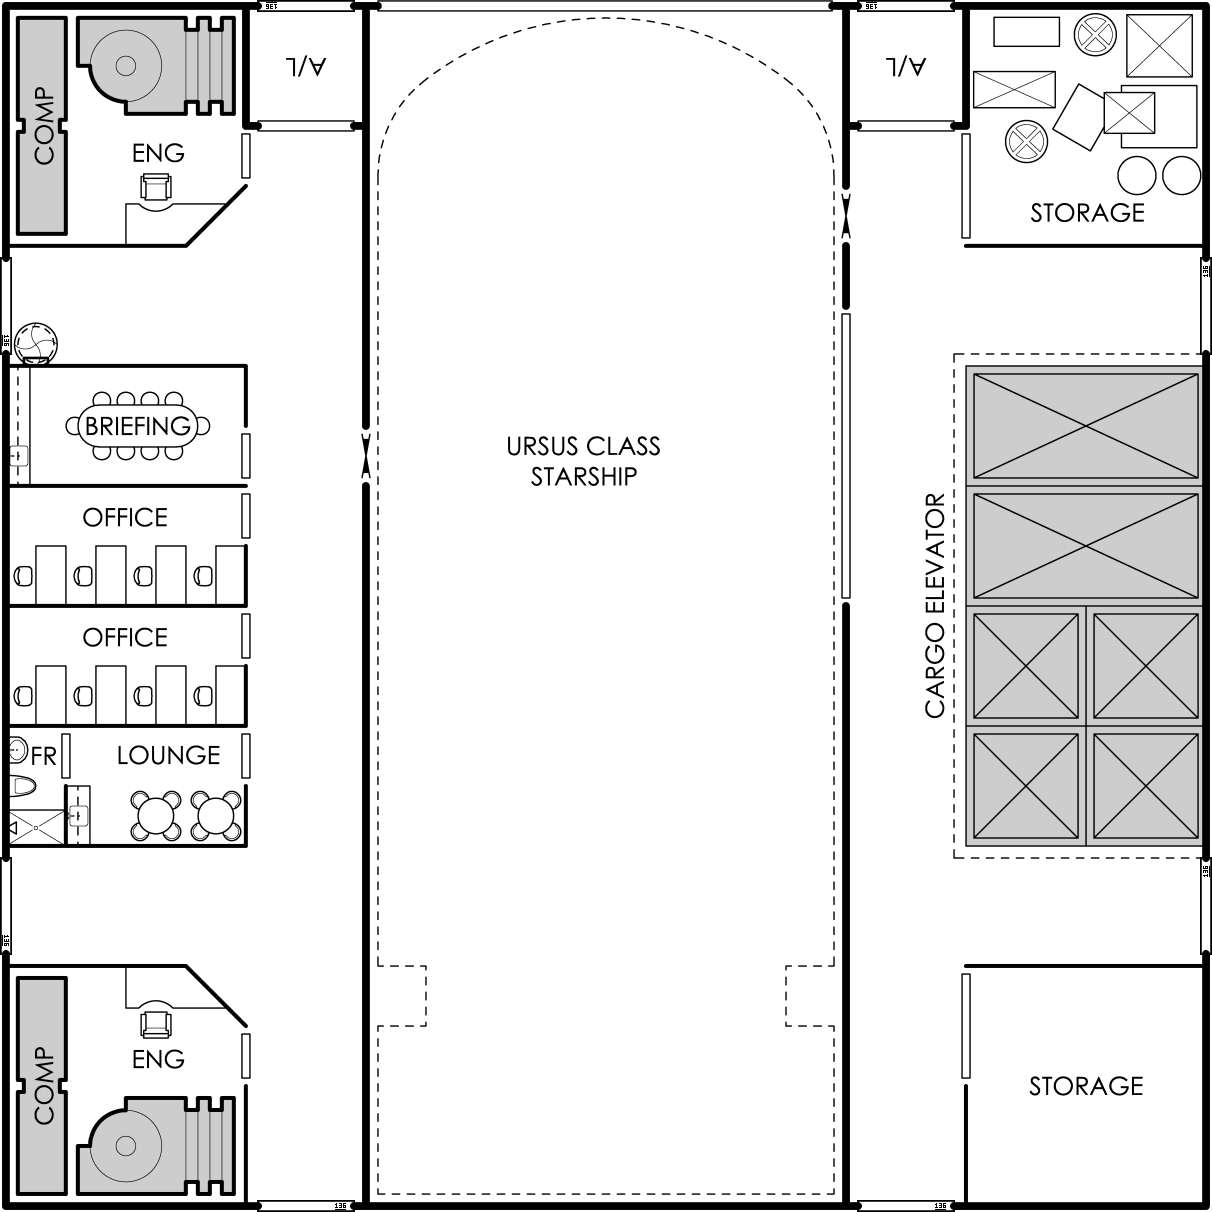 136
136
A/L
A/L
COMP
ENG
STORAGE
136
136
BRIEFING
URSUS CLASS
STARSHIP
OFFICE
CARGO ELEVATOR
OFFICE
FR
LOUNGE
136
136
COMP
ENG
STORAGE
136
136